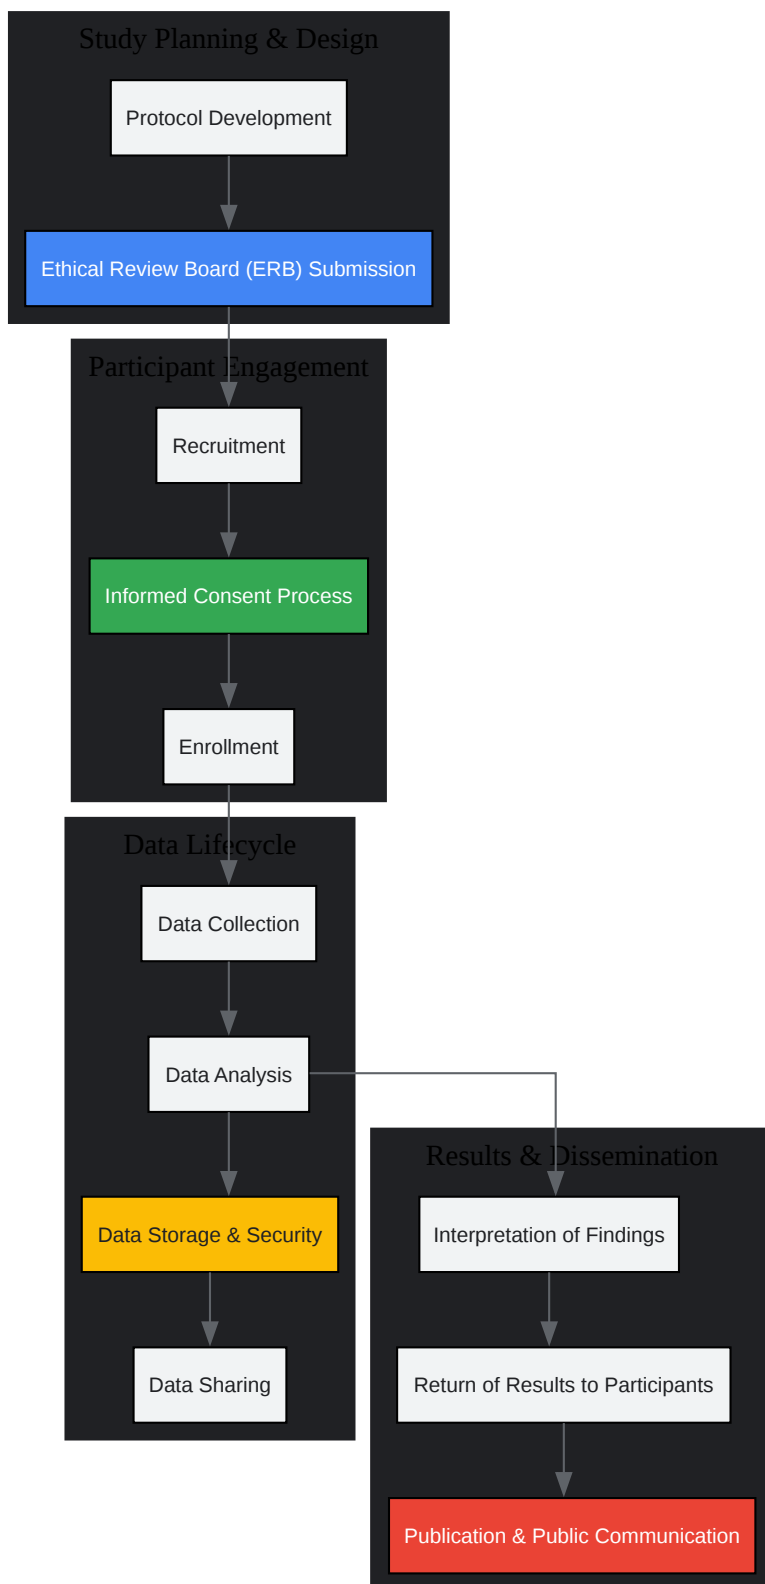 Study Planning & Design
Protocol Development
Ethical Review Board (ERB) Submission
Participant Engagement
Recruitment
Informed Consent Process
Enrollment
Data Lifecycle
Data Collection
Data Analysis
Data Storage & Security
Data Sharing
Results & Dissemination
Interpretation of Findings
Return of Results to Participants
Publication & Public Communication